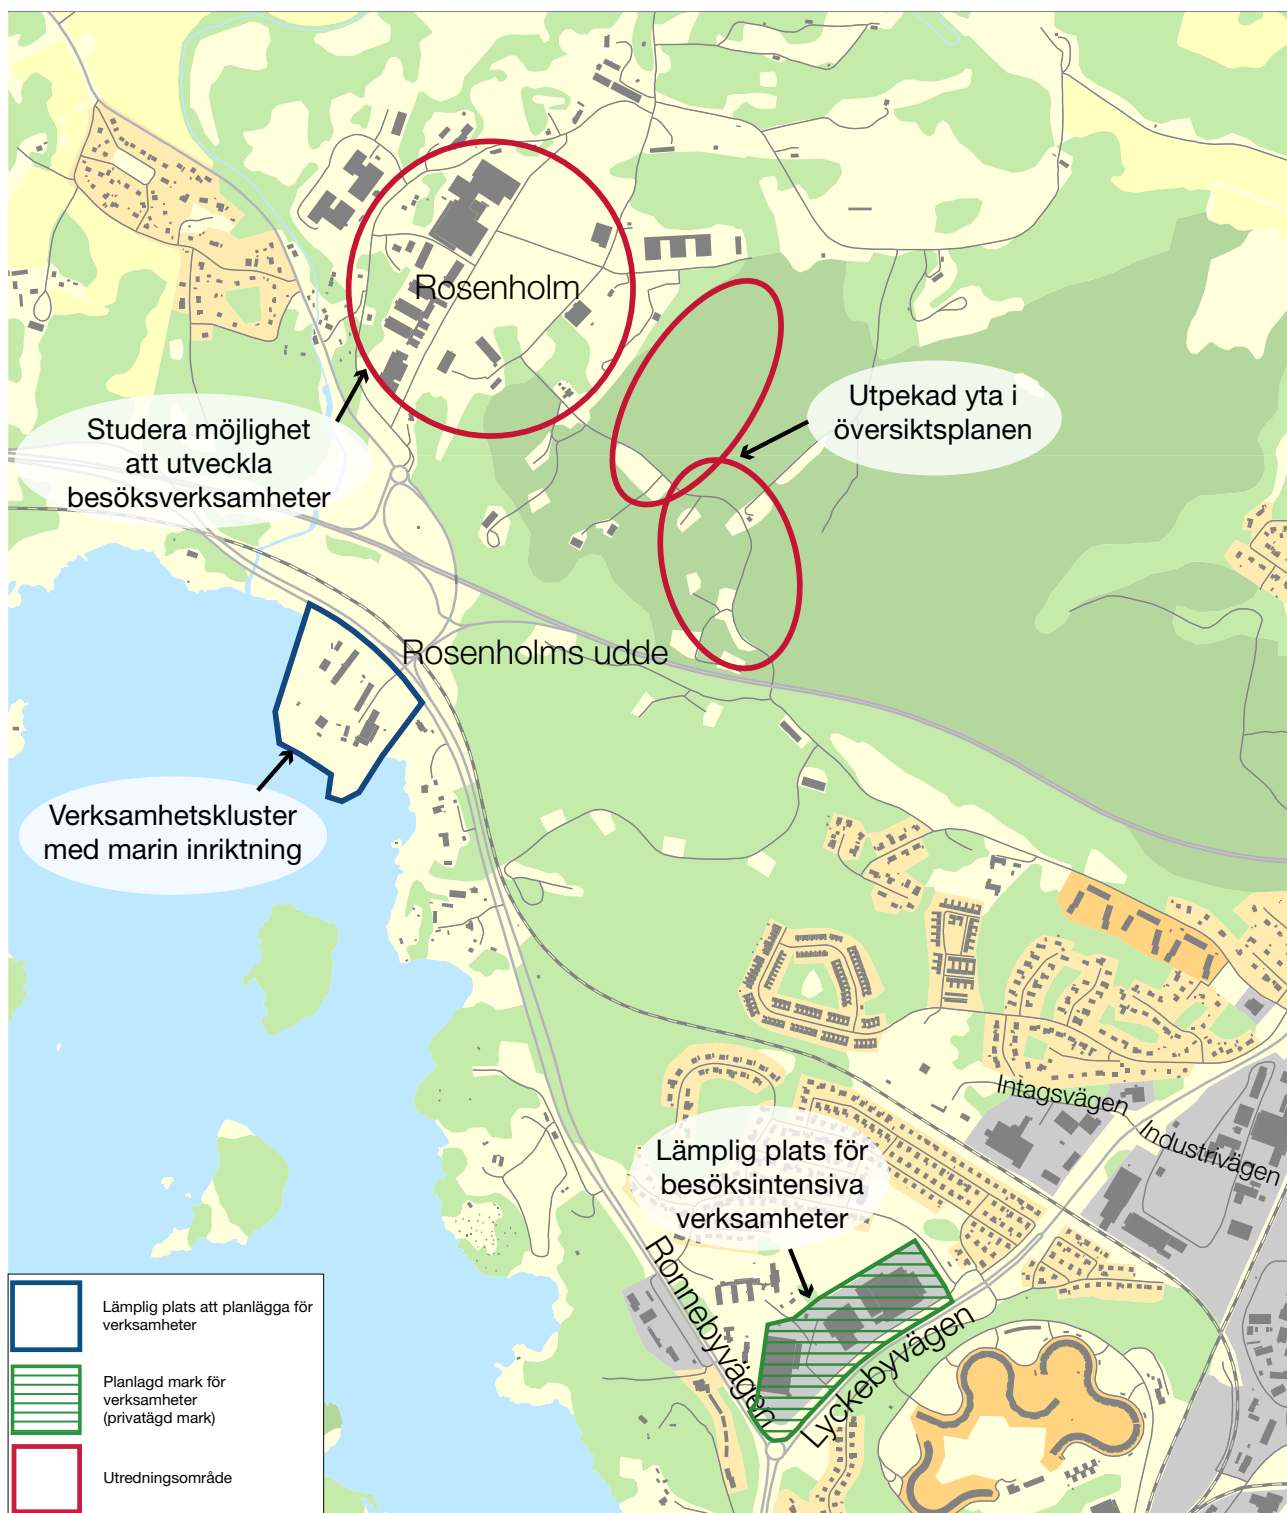 Rosenholm
Utpekad yta i
översiktsplanen
Studera möjlighet
att utveckla
besöksverksamheter
Rosenholms udde
Verksamhetskluster
med marin inriktning
Intagsvägen
Industrivägen
Lämplig plats för
besöksintensiva
verksamheter
Ronnebyvägen
Lyckebyvägen
Lämplig plats att planlägga för
verksamheter
Planlagd mark för
verksamheter
(privatägd mark)
Utredningsområde